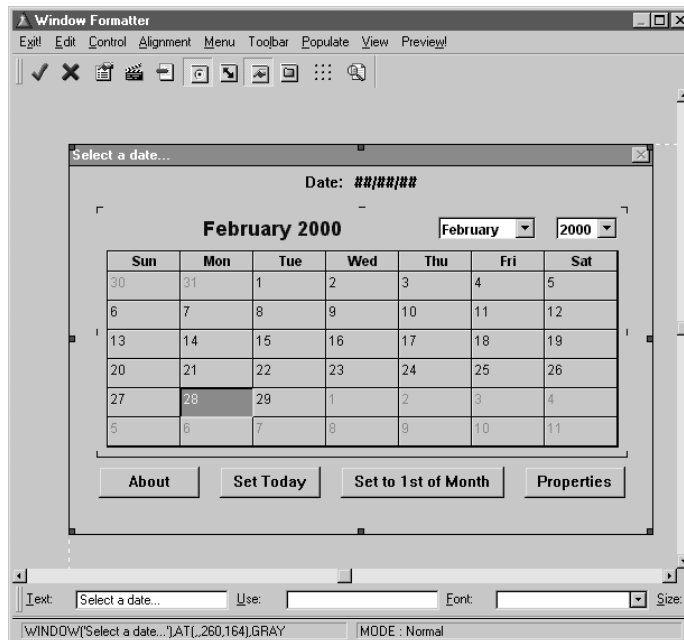 Window Formatter
Exit! Edit Control Alignment Menu Toolbar Populate View Preview!
Select a date...
Date: ##/##/##
February 2000 February 2000
Sun Mon Tue Wed Thu Fri Sat
30 31 1 2 3 4 5
6 7 8 9 10 11 12
13 14 15 16 17 18 19
20 21 22 23 24 25 26
27 28 29 1 2 3 4
5 6 7 8 9 10 11
About Set Today Set to 1st of Month Properties
Text: Select a date... Use: Font: Size:
WINDOW('Select a date...'),AT(,,260,164),GRAY MODE : Normal